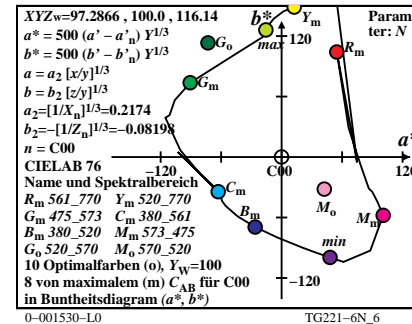 XYZw=97.2866 , 100.0 , 116.14
a* = 500 (a' - a'n) Y1/3
b* = 500 (b' - b'n) Y1/3
a = a2 [x/y]1/3
b = b2 [z/y]1/3
a2=[1/Xn]1/3=0.2174
b2=-[1/Zn]1/3=-0.08198
n = C00
CIELAB 76
Name und Spektralbereich
Rm 561_770 Ym 520_770
Gm 475_573 Cm 380_561
Bm 380_520 Mm 573_475
Go 520_570 Mo 570_520
10 Optimalfarben (o), YW=100
8 von maximalem (m) CAB für C00
in Buntheitsdiagram (a*, b*)
b*
max
120
Ym
Parame-
ter: N
Go
Rm
Gm
a*
-120
C00
Cm
Mo
Bm
Mm
min
-120
0-001530-L0
TG221-6N_6